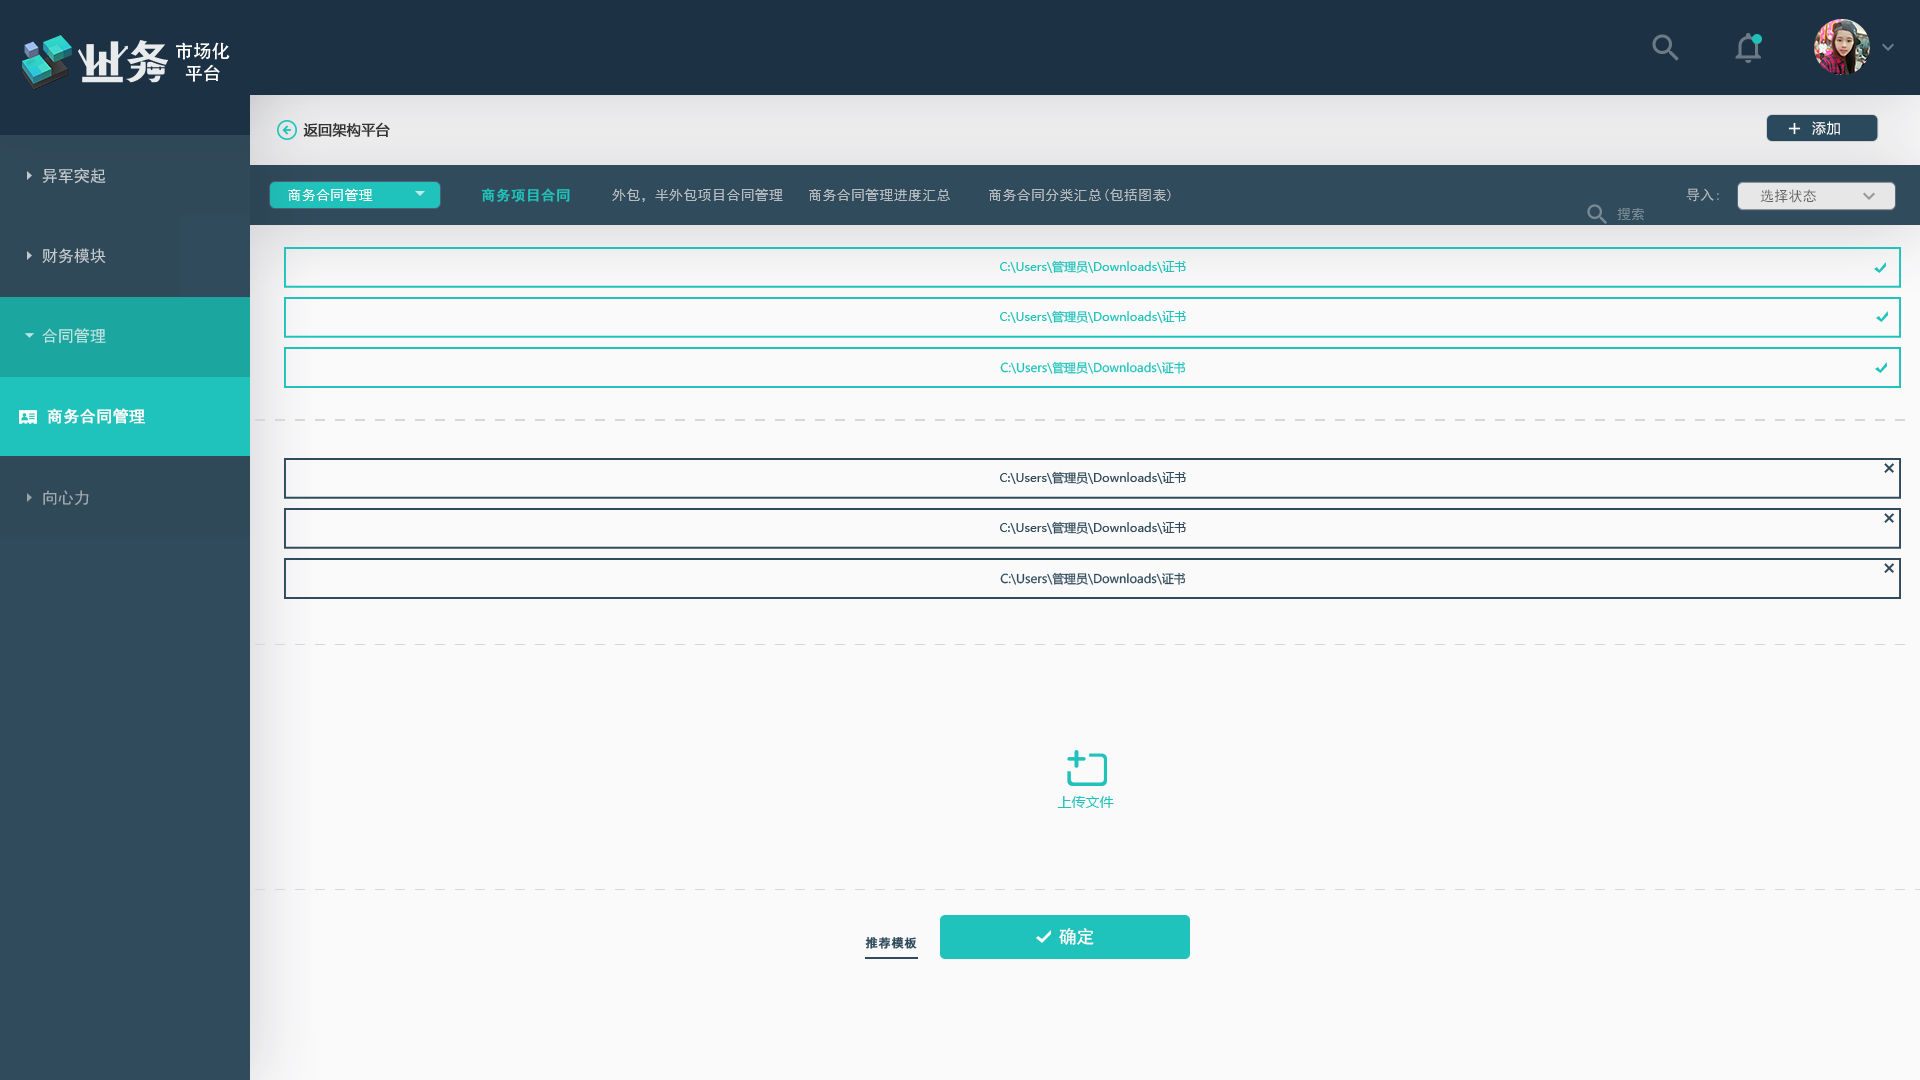 业务
市场化
平台
返回架构平台
添加
商务合同管理
商务项目合同
外包，半外包项目合同管理
商务合同管理进度汇总
商务合同分类汇总(包括图表)
搜索
导入：
选择状态
异军突起
财务模块
合同管理
商务合同管理
向心力
C:\Users\管理员\Downloads\证书
C:\Users\管理员\Downloads\证书
C:\Users\管理员\Downloads\证书
C:\Users\管理员\Downloads\证书
C:\Users\管理员\Downloads\证书
C:\Users\管理员\Downloads\证书
上传文件
推荐模板
确定